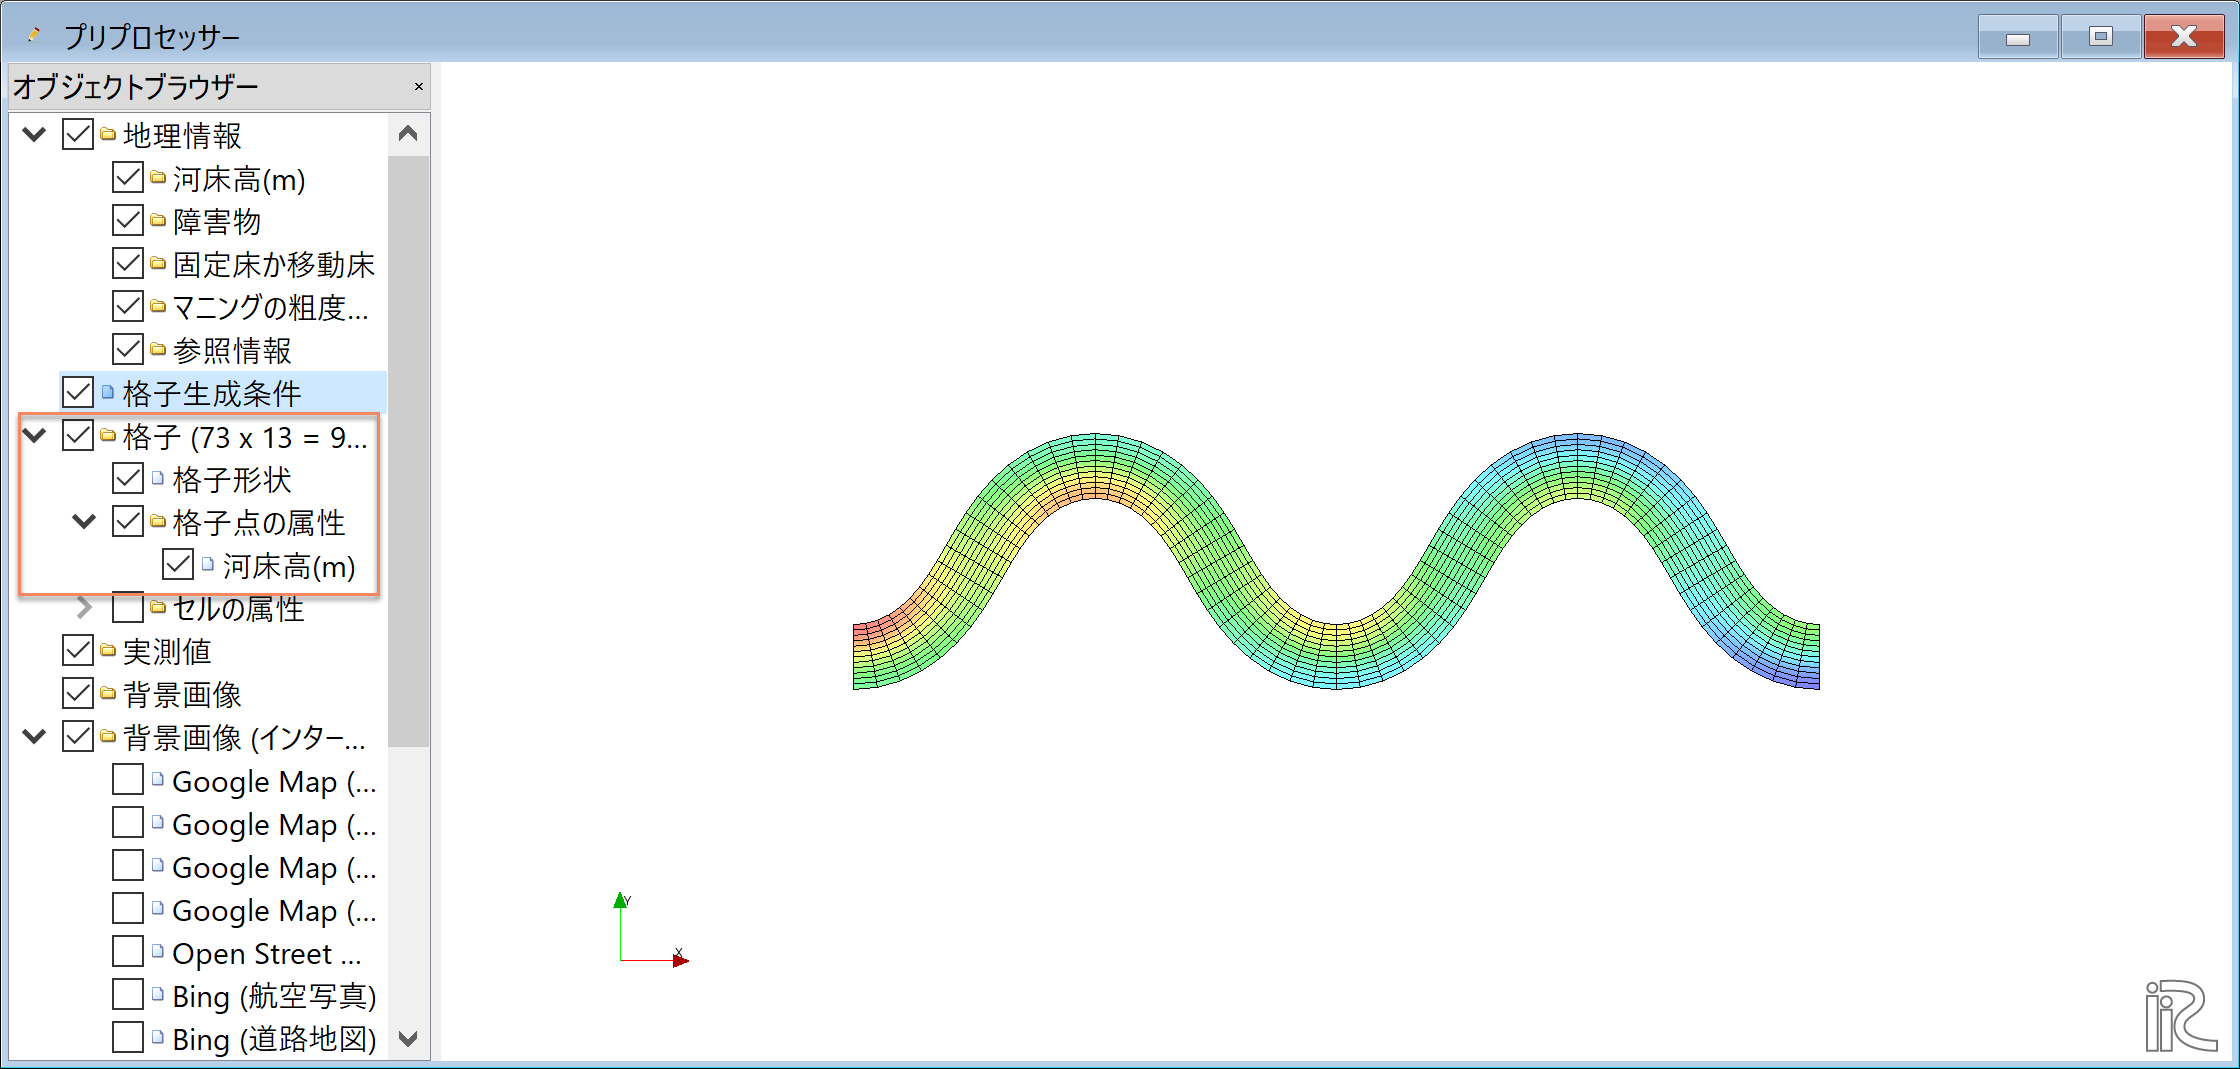 プリプロセッサー
オブジェクトブラウザー
地理情報
河床高(m)
障害物
固定床か移動床
マニングの粗度...
参照情報
格子生成条件
格子 (73 x 13 = 9...
格子形状
格子点の属性
河床高(m)
セルの属性
実測値
背景画像
背景画像 (インター...
Google Map (...
Google Map (...
Google Map (...
Google Map (...
Open Street ...
Bing (航空写真)
Bing (道路地図)
Y
X
iRiC